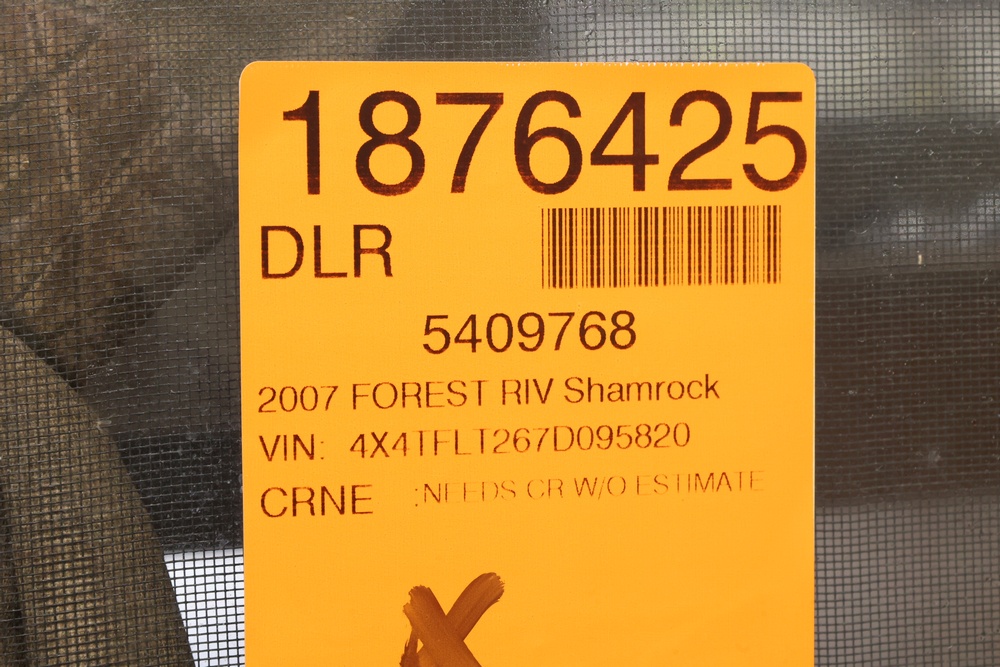 1876425
DLR
5409768
2007 FOREST RIV Shamrock
VIN: 4X4TFLT267D095820
CRNE :NEEDS CR W/O ESTIMATE
X